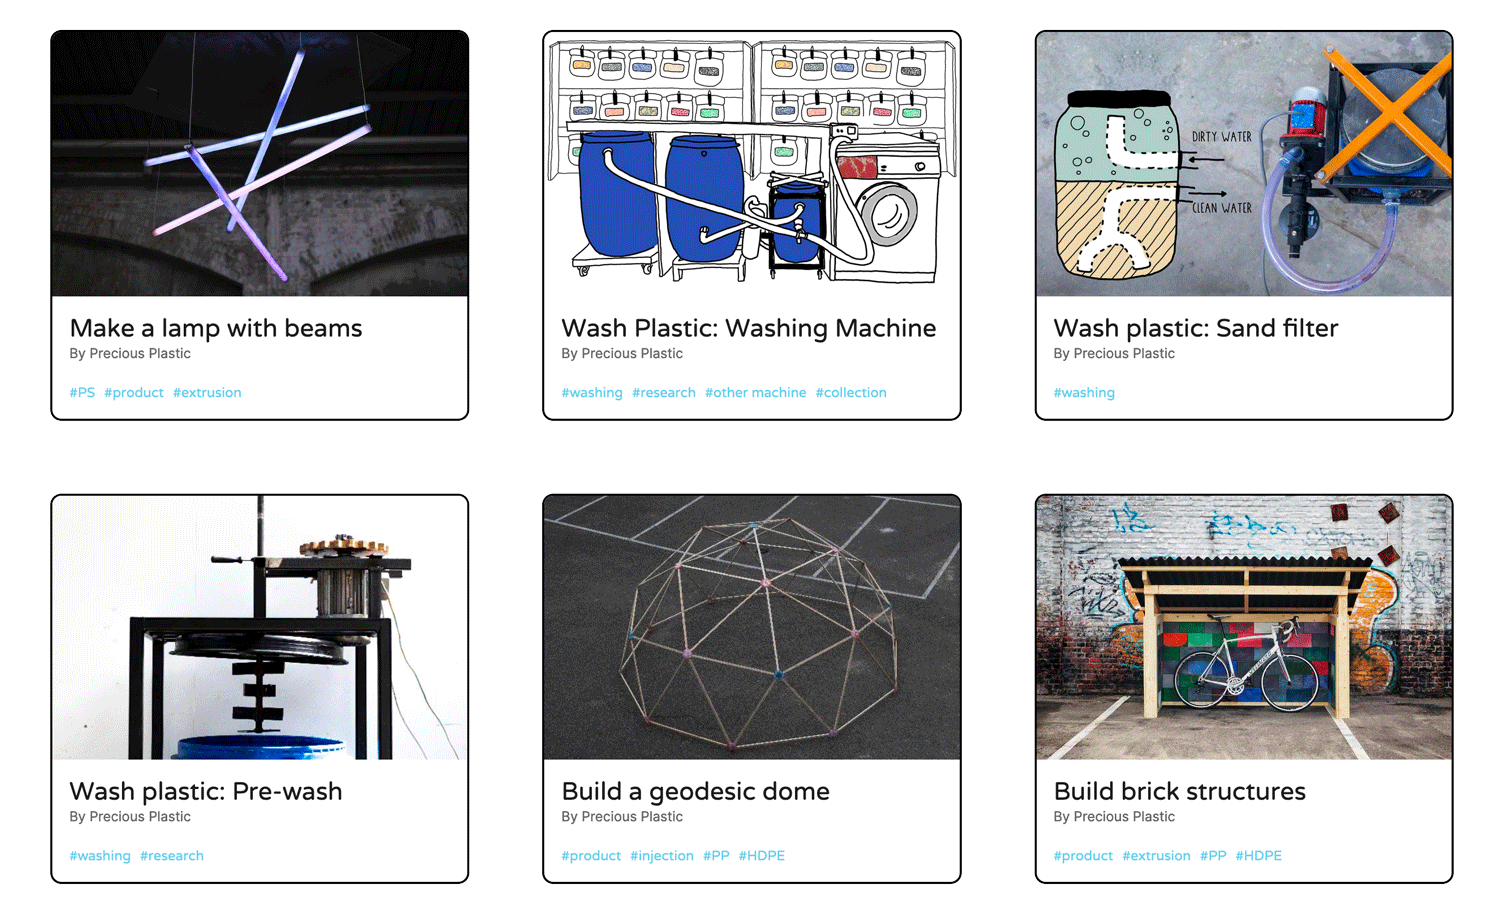 DIRTY WATER
CLEAN WATER
Make a lamp with beams
By Precious Plastic
#PS #product #extrusion
Wash Plastic: Washing Machine
By Precious Plastic
#washing #research #other machine #collection
Wash plastic: Sand filter
By Precious Plastic
#washing
Wash plastic: Pre-wash
By Precious Plastic
#washing #research
Build a geodesic dome
By Precious Plastic
#product #injection #PP #HDPE
Build brick structures
By Precious Plastic
#product #extrusion #PP #HDPE